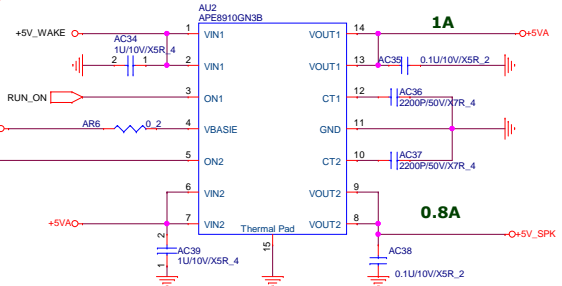 AU2
APE8910GN3B
+5V_WAKE
AC34
1U/10V/X5R_4
2 1
1 VIN1
2 VIN1
RUN_ON
3 ON1
AR6 0_2
4 VBASIE
5 ON2
6 VIN2
+5VA
7 VIN2
2
AC39
1U/10V/X5R_4
1
Thermal Pad
15
VOUT1 14
1A
+5VA
VOUT1 13
AC35 0.1U/10V/X5R_2
CT1 12
AC36
2200P/50V/X7R_4
GND 11
CT2 10
AC37
2200P/50V/X7R_4
VOUT2 9
VOUT2 8
0.8A
+5V_SPK
AC38
0.1U/10V/X5R_2